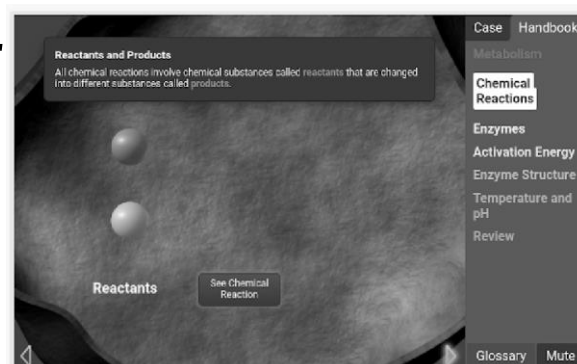 Reactants and Products
All chemical reactions involve chemical substances called reactants that are changed
into different substances called products.
Reactants
See Chemical
Reaction
Case Handbook
Metabolism
Chemical
Reactions
Enzymes
Activation Energy
Enzyme Structure
Temperature and
pH
Review
Glossary Mute